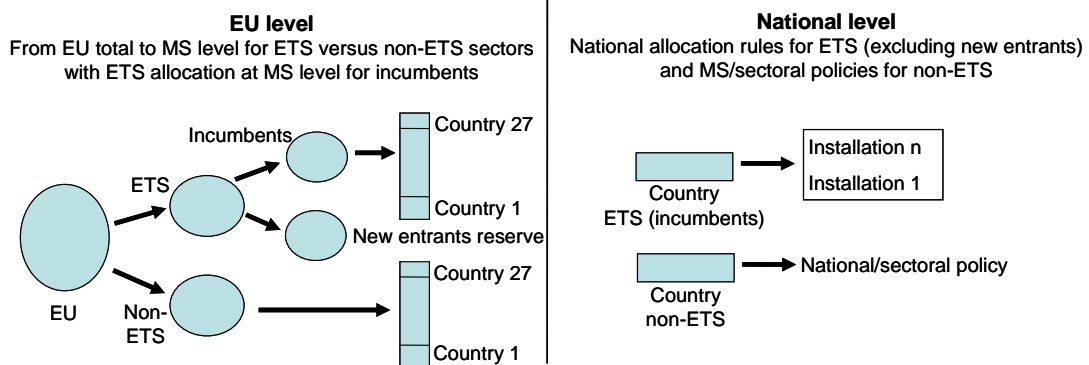 EU level
From EU total to MS level for ETS versus non-ETS sectors
with ETS allocation at MS level for incumbents
Incumbents
Country 27
ETS
Country 1
New entrants reserve
Country 27
EU
Non-
ETS
Country 1
National level
National allocation rules for ETS (excluding new entrants)
and MS/sectoral policies for non-ETS
Installation n
Installation 1
Country
ETS (incumbents)
National/sectoral policy
Country
non-ETS